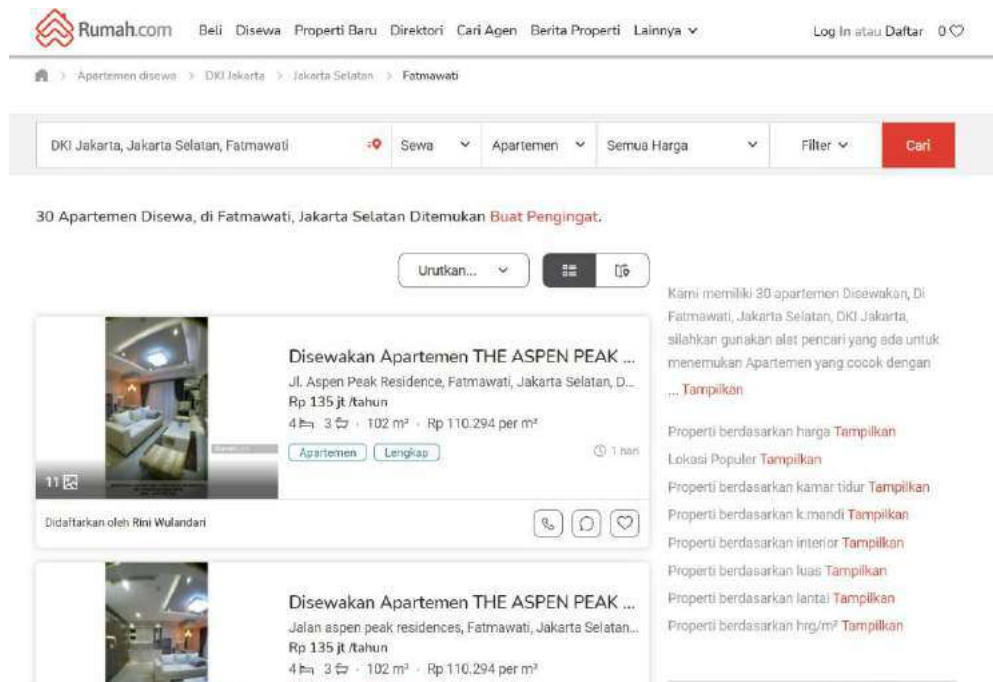 Rumah.com Beli Disewa Properti Baru Direktori Cari Agen Berita Properti Lainnya Log In atau Daftar 0
Apartemen disewa > DKI Jakarta > Jakarta Selatan > Fatmawati
DKI Jakarta, Jakarta Selatan, Fatmawati Sewa Apartemen Semua Harga Filter Cari
30 Apartemen Disewa, di Fatmawati, Jakarta Selatan Ditemukan Buat Pengingat.
Urutkan...
Disewakan Apartemen THE ASPEN PEAK ...
Jl. Aspen Peak Residence, Fatmawati, Jakarta Selatan, D...
Rp 135 jt /tahun
4 3 · 102 m² · Rp 110.294 per m²
Apartemen Lengkap 1 hari
11
Didaftarkan oleh Rini Wulandari
Disewakan Apartemen THE ASPEN PEAK ...
Jalan aspen peak residences, Fatmawati, Jakarta Selatan...
Rp 135 jt /tahun
4 3 · 102 m² · Rp 110.294 per m²
Kami memiliki 30 apartemen Disewakan, Di
Fatmawati, Jakarta Selatan, DKI Jakarta,
silahkan gunakan alat pencari yang ada untuk
menemukan Apartemen yang cocok dengan
... Tampilkan
Properti berdasarkan harga Tampilkan
Lokasi Populer Tampilkan
Properti berdasarkan kamar tidur Tampilkan
Properti berdasarkan k.mandi Tampilkan
Properti berdasarkan interior Tampilkan
Properti berdasarkan luas Tampilkan
Properti berdasarkan lantai Tampilkan
Properti berdasarkan hrg/m² Tampilkan